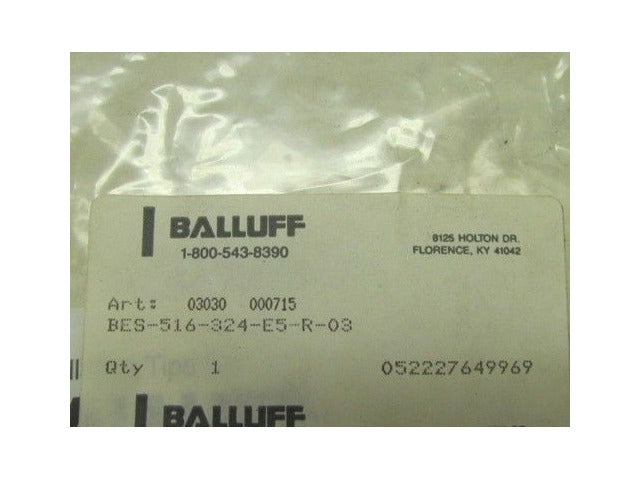 BALLUFF
1-800-543-8390
8125 HOLTON DR.
FLORENCE, KY 41042
Art: 03030 000715
BES-516-324-E5-R-03
Qty 1 052227649969
BALLUFF